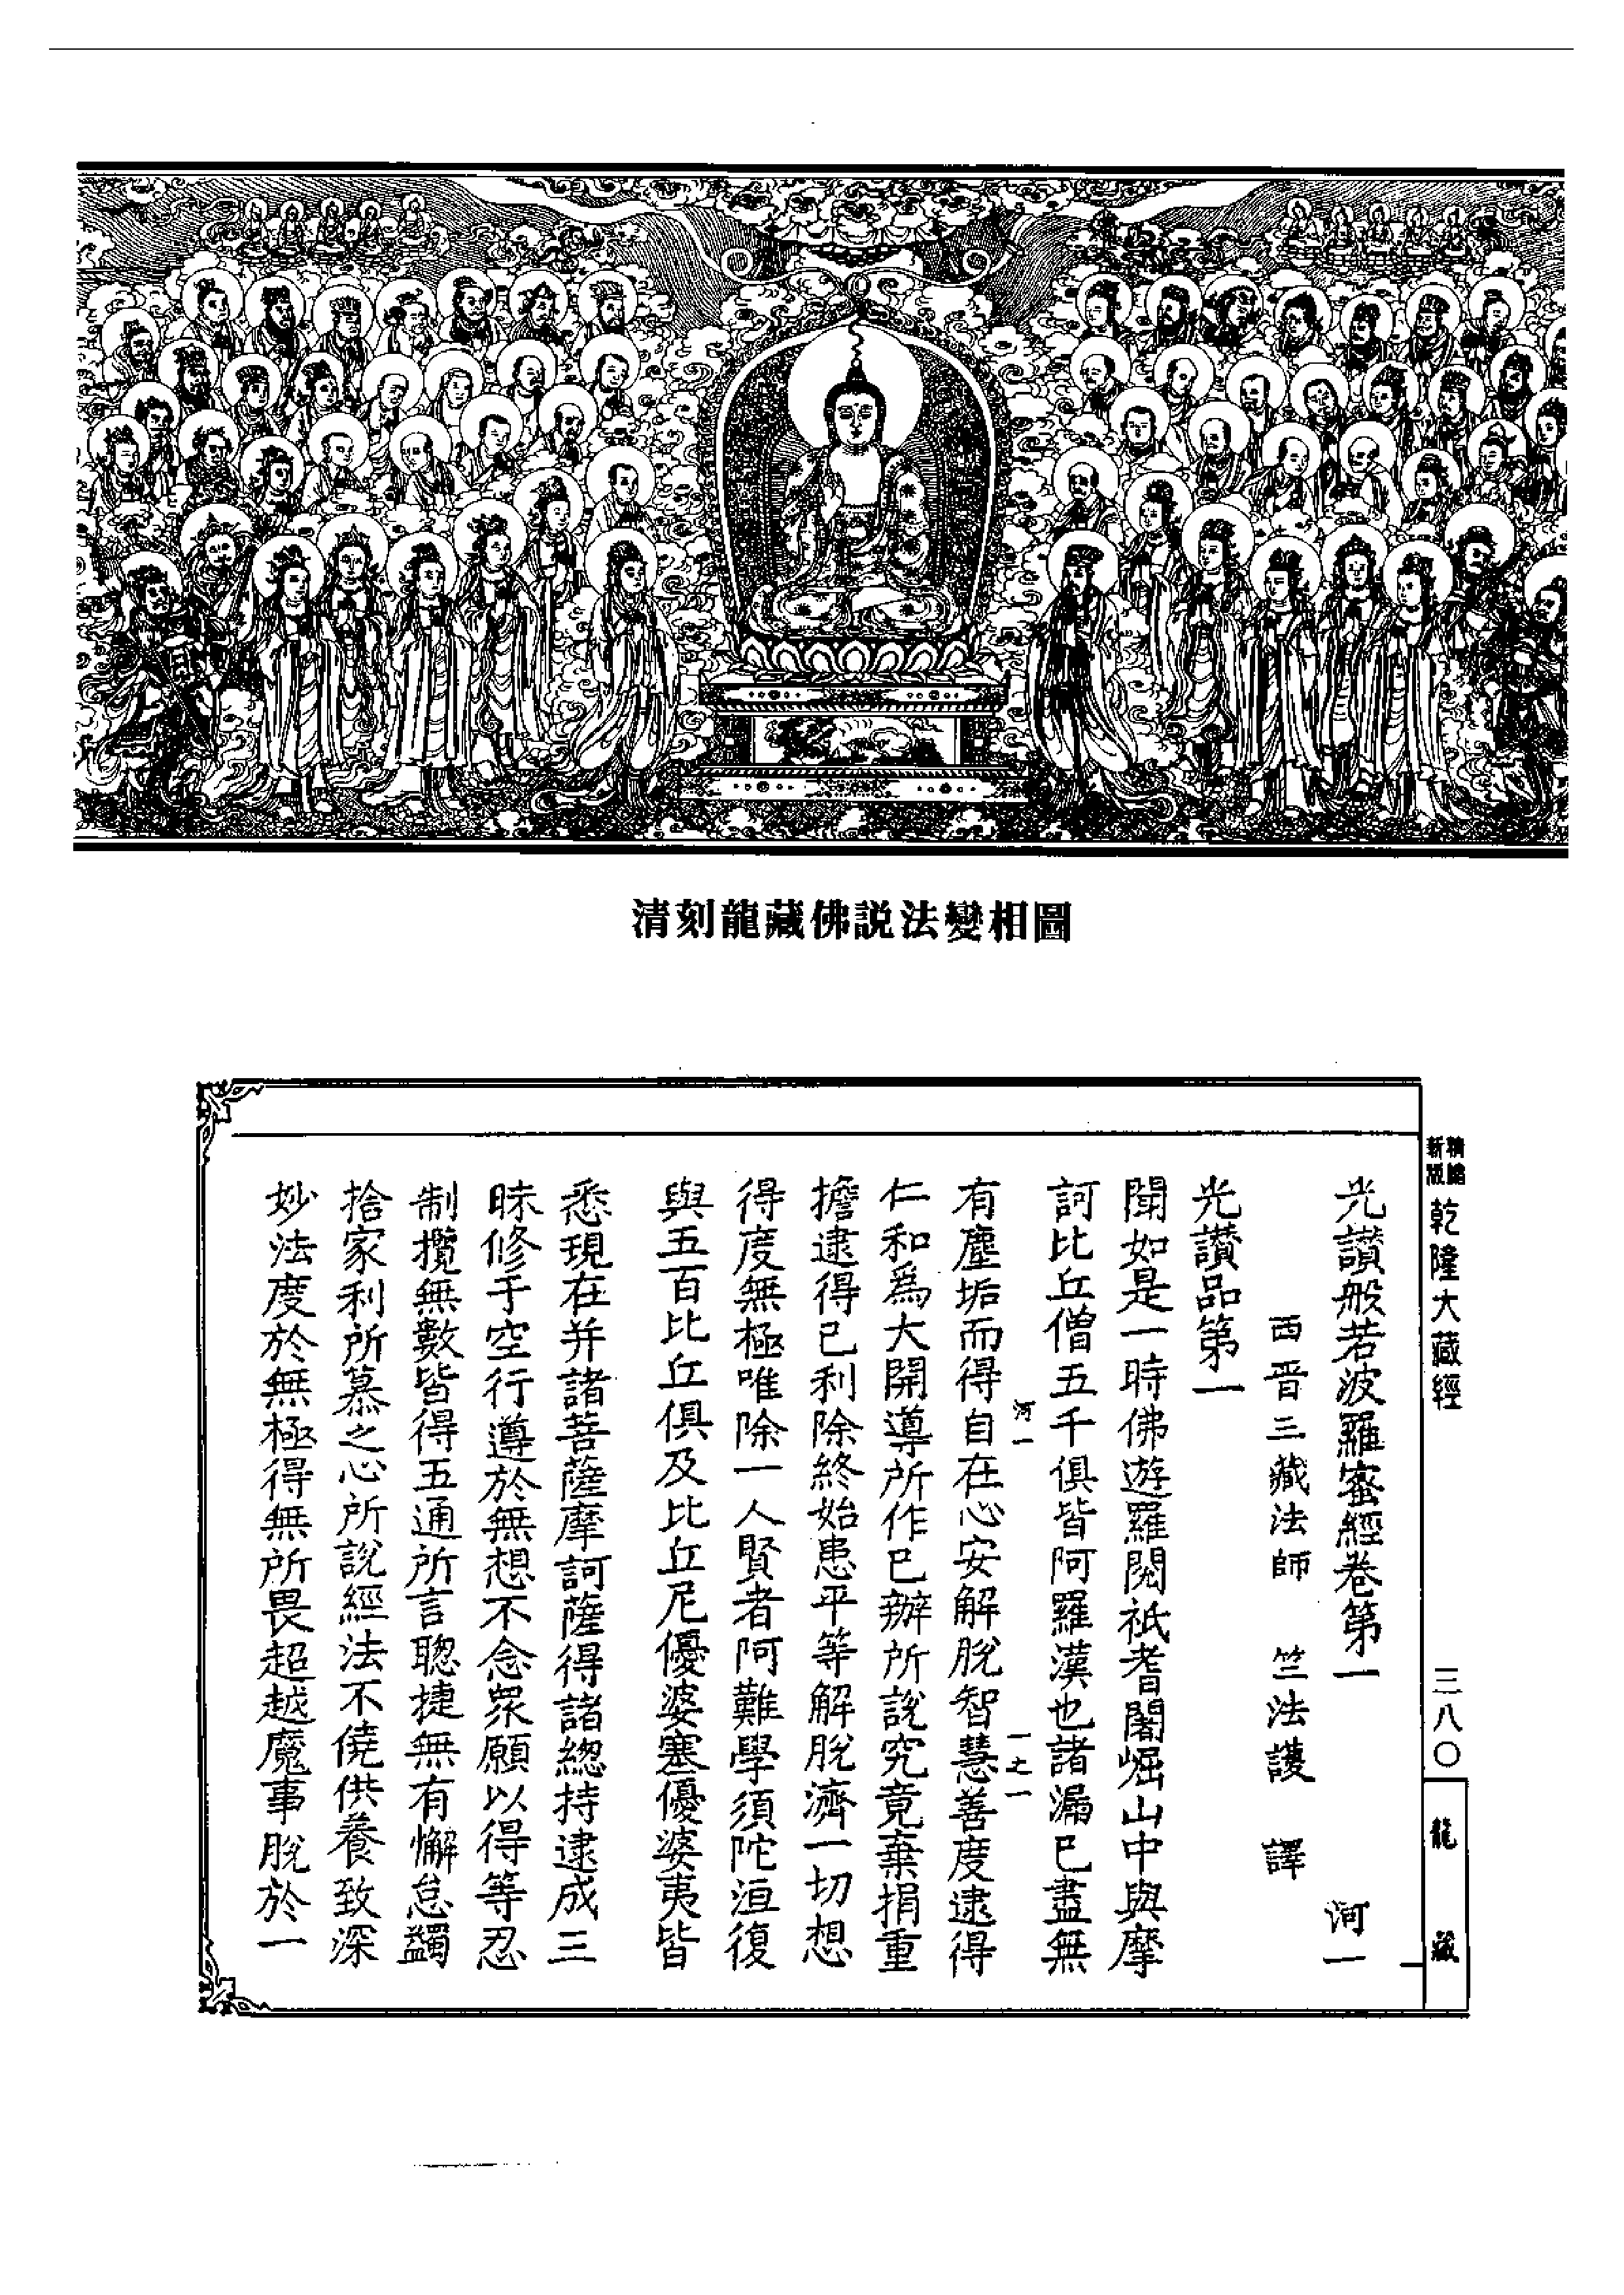 清刻龍藏佛説法變相圖
精縮新版 乾隆大藏經
三八〇
龍藏
光讚般若波羅蜜經卷第一 河一
西晋三藏法師 竺法護 譯
光讚品第一
聞如是一時佛遊羅閱祇耆闍崛山中與摩
訶比丘僧五千俱皆阿羅漢也諸漏已盡無
河一 一之一
有塵垢而得自在心安解脫智慧善度逮得
仁和爲大開導所作已辦所說究竟棄捐重
擔逮得已利除終始患平等解脫濟一切想
得度無極唯除一人賢者阿難學須陀洹復
與五百比丘俱及比丘尼優婆塞優婆夷皆
悉現在并諸菩薩摩訶薩得諸緫持逮成三
昧修于空行遵於無想不念衆願以得等忍
制攬無數皆得五通所言聰捷無有懈怠蠲
捨家利所慕之心所說經法不僥供養致深
妙法度於無極得無所畏超越魔事脫於一